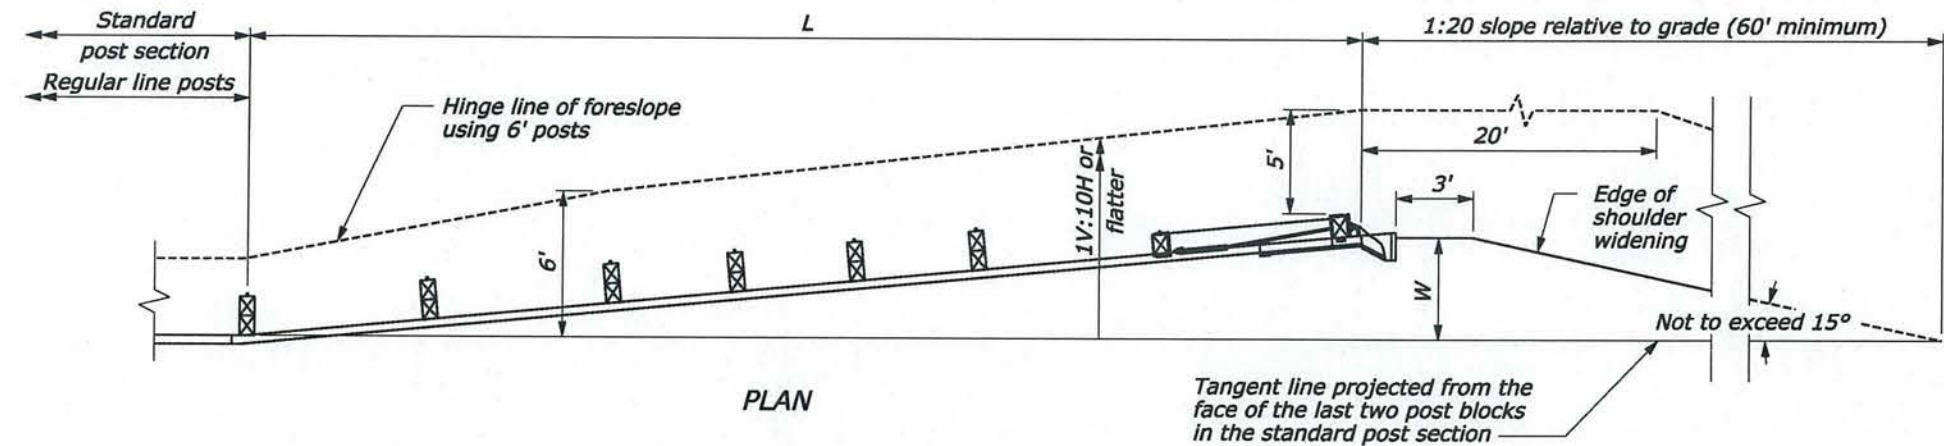 Standard
post section
Regular line posts
L
1:20 slope relative to grade (60' minimum)
Hinge line of foreslope
using 6' posts
6'
1V:10H or
flatter
5'
20'
3'
Edge of
shoulder
widening
W
Not to exceed 15°
PLAN
Tangent line projected from the
face of the last two post blocks
in the standard post section